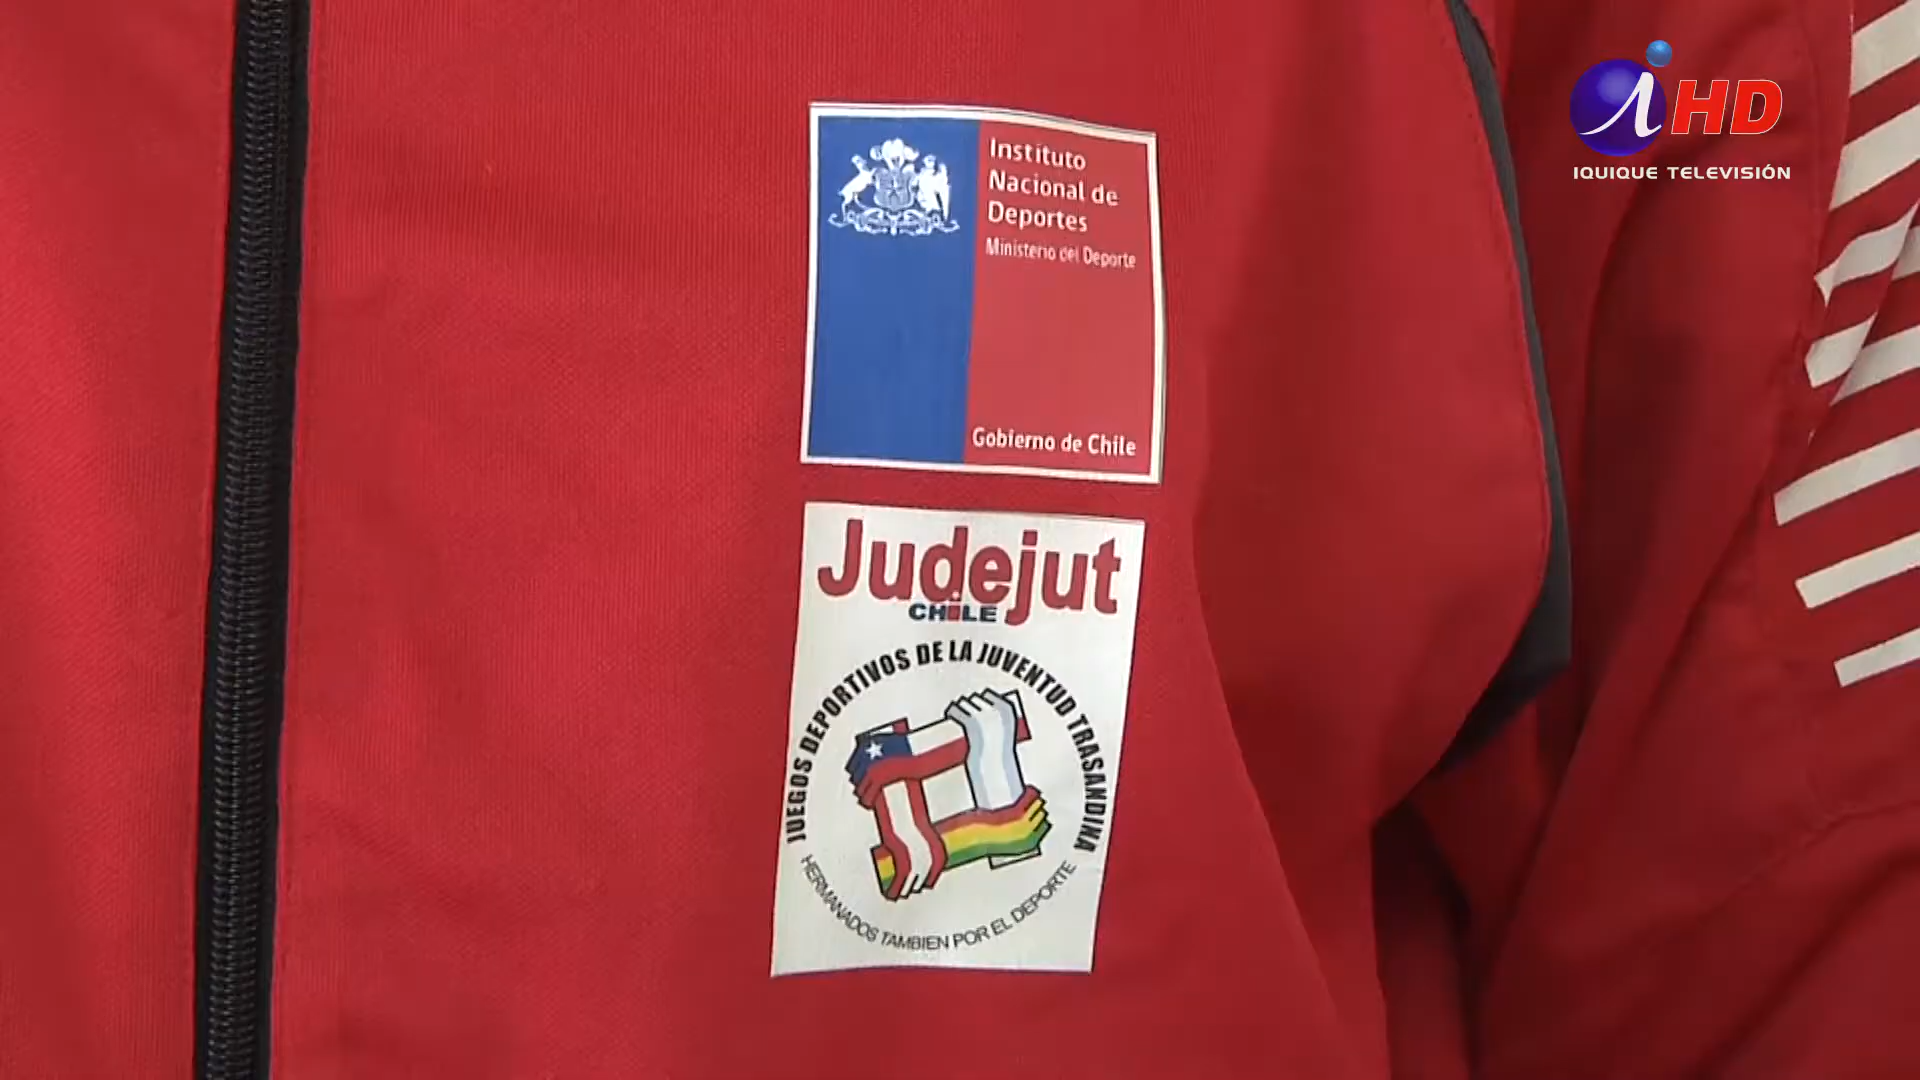 Instituto
Nacional de
Deportes
Ministerio del Deporte
Gobierno de Chile
HD
IQUIQUE TELEVISIÓN
Judejut
CHILE
JUEGOS DEPORTIVOS DE LA JUVENTUD TRASANDINA
HERMANADOS TAMBIEN POR EL DEPORTE